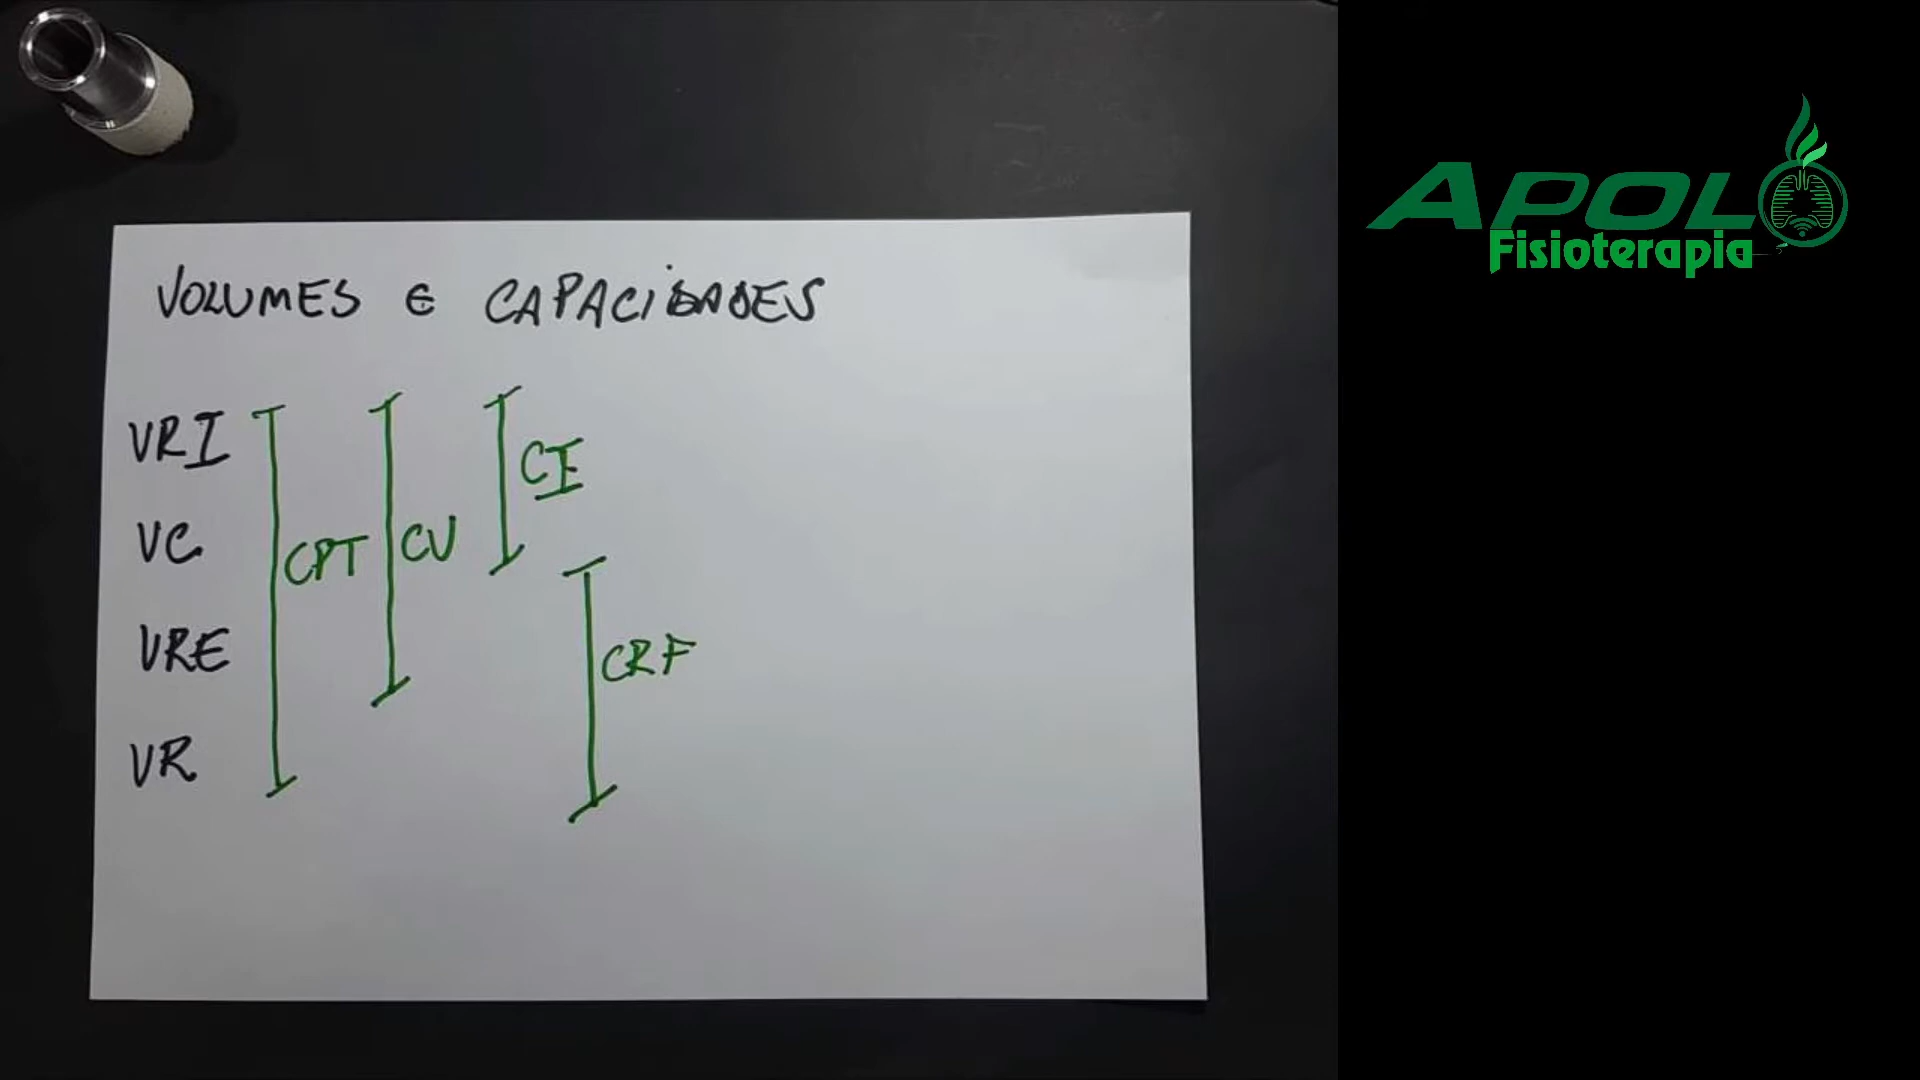 VOLUMES E CAPACIDADES
VRI
VC
VRE
VR
CPT
CV
CI
CRF
APOLO
Fisioterapia